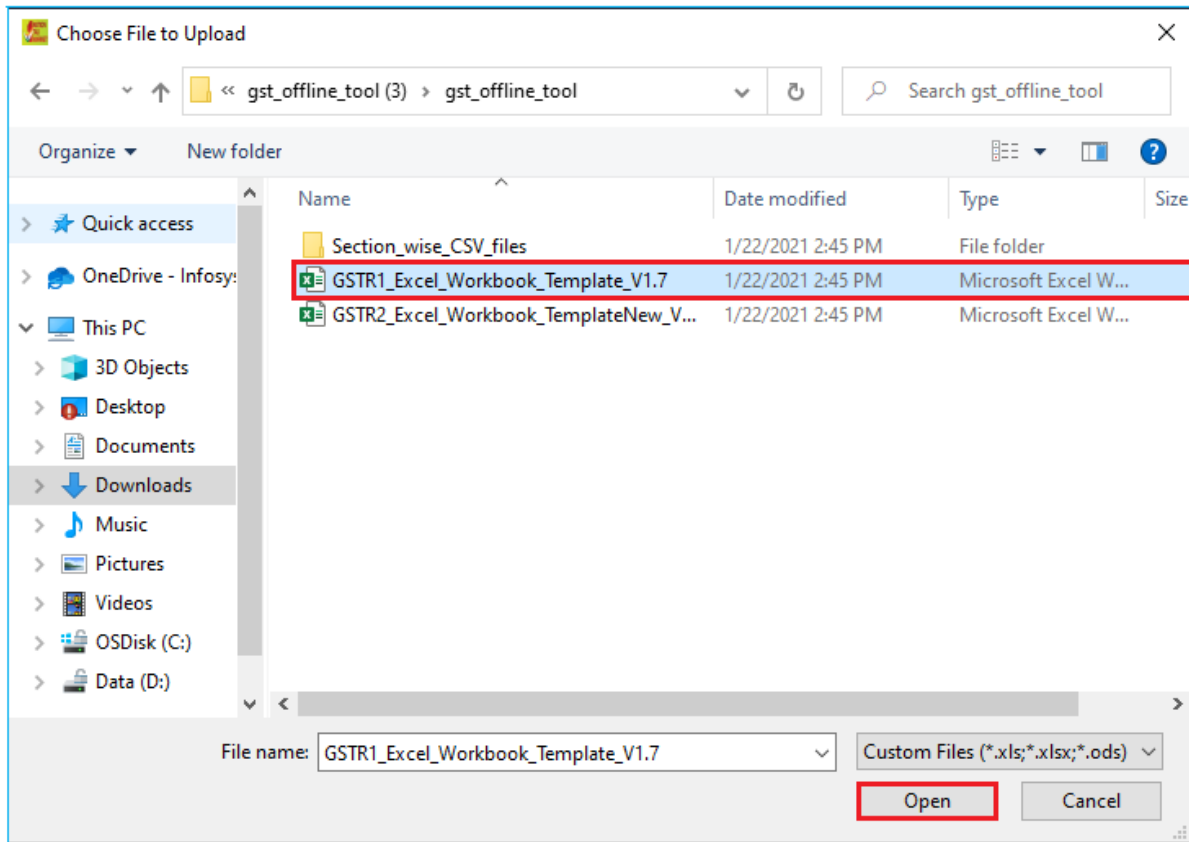 Choose File to Upload
« gst_offline_tool (3) › gst_offline_tool
Search gst_offline_tool
Organize New folder
Name Date modified Type Size
Quick access
Section_wise_CSV_files 1/22/2021 2:45 PM File folder
OneDrive - Infosy
GSTR1_Excel_Workbook_Template_V1.7 1/22/2021 2:45 PM Microsoft Excel W...
GSTR2_Excel_Workbook_TemplateNew_V... 1/22/2021 2:45 PM Microsoft Excel W...
This PC
3D Objects
Desktop
Documents
Downloads
Music
Pictures
Videos
OSDisk (C:)
Data (D:)
File name: GSTR1_Excel_Workbook_Template_V1.7 Custom Files (*.xls;*.xlsx;*.ods)
Open Cancel